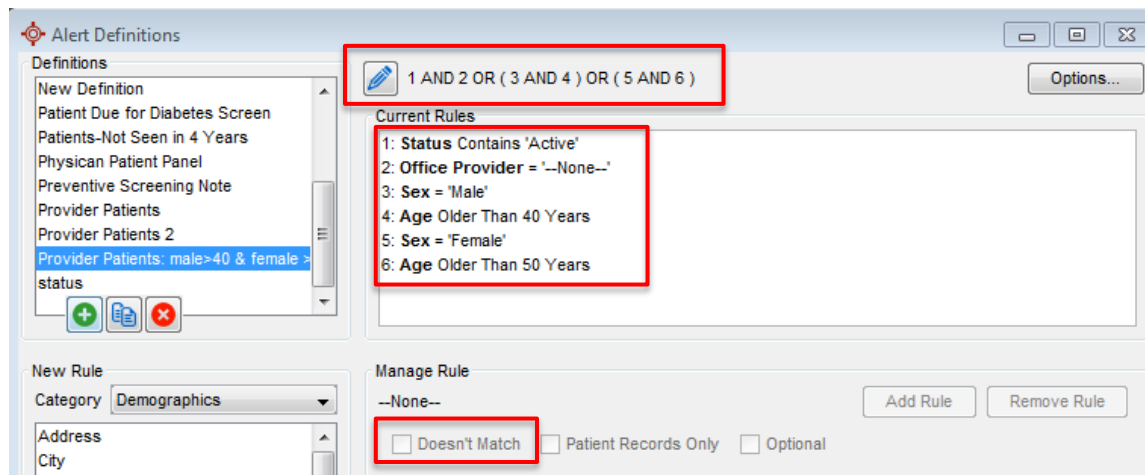 Alert Definitions
Definitions
New Definition
Patient Due for Diabetes Screen
Patients-Not Seen in 4 Years
Physican Patient Panel
Preventive Screening Note
Provider Patients
Provider Patients 2
Provider Patients: male>40 & female >
status
1 AND 2 OR ( 3 AND 4 ) OR ( 5 AND 6 )
Options...
Current Rules
1: Status Contains 'Active'
2: Office Provider = '--None--'
3: Sex = 'Male'
4: Age Older Than 40 Years
5: Sex = 'Female'
6: Age Older Than 50 Years
New Rule
Category Demographics
Address
City
Manage Rule
--None--
Add Rule Remove Rule
Doesn't Match Patient Records Only Optional